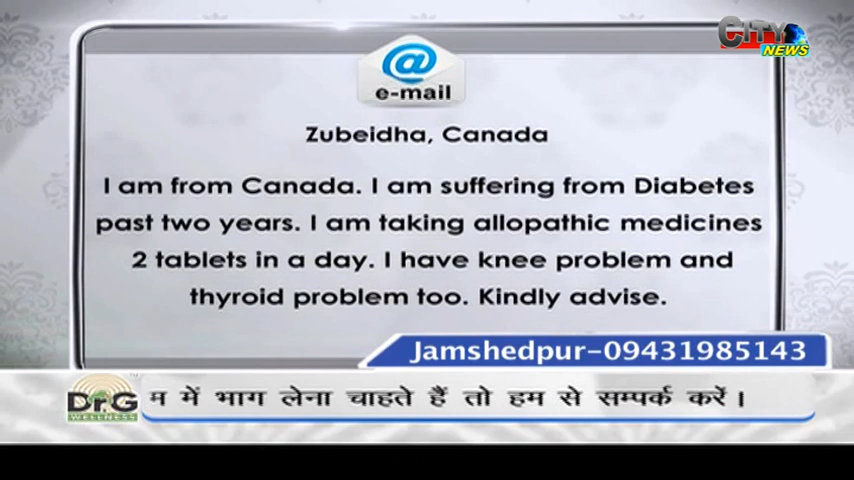 CITY
NEWS
@
e-mail
Zubeidha, Canada
I am from Canada. I am suffering from Diabetes
past two years. I am taking allopathic medicines
2 tablets in a day. I have knee problem and
thyroid problem too. Kindly advise.
Jamshedpur-09431985143
Dr G
WELLNESS
म में भाग लेना चाहते हैं तो हम से सम्पर्क करें।